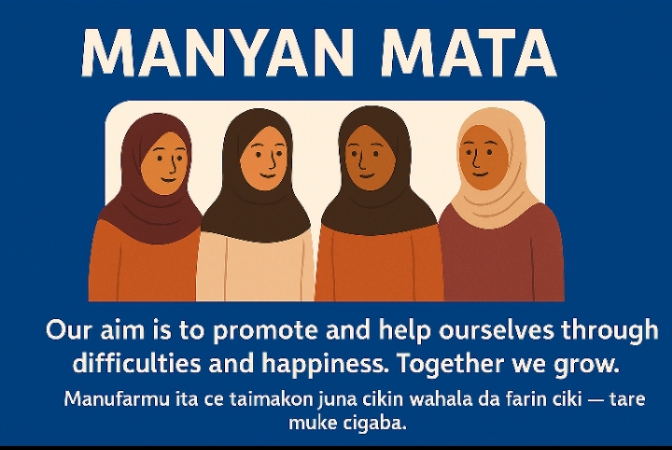 MANYAN MATA
Our aim is to promote and help ourselves through
difficulties and happiness. Together we grow.
Manufarmu ita ce taimakon juna cikin wahala da farin ciki — tare
muke cigaba.